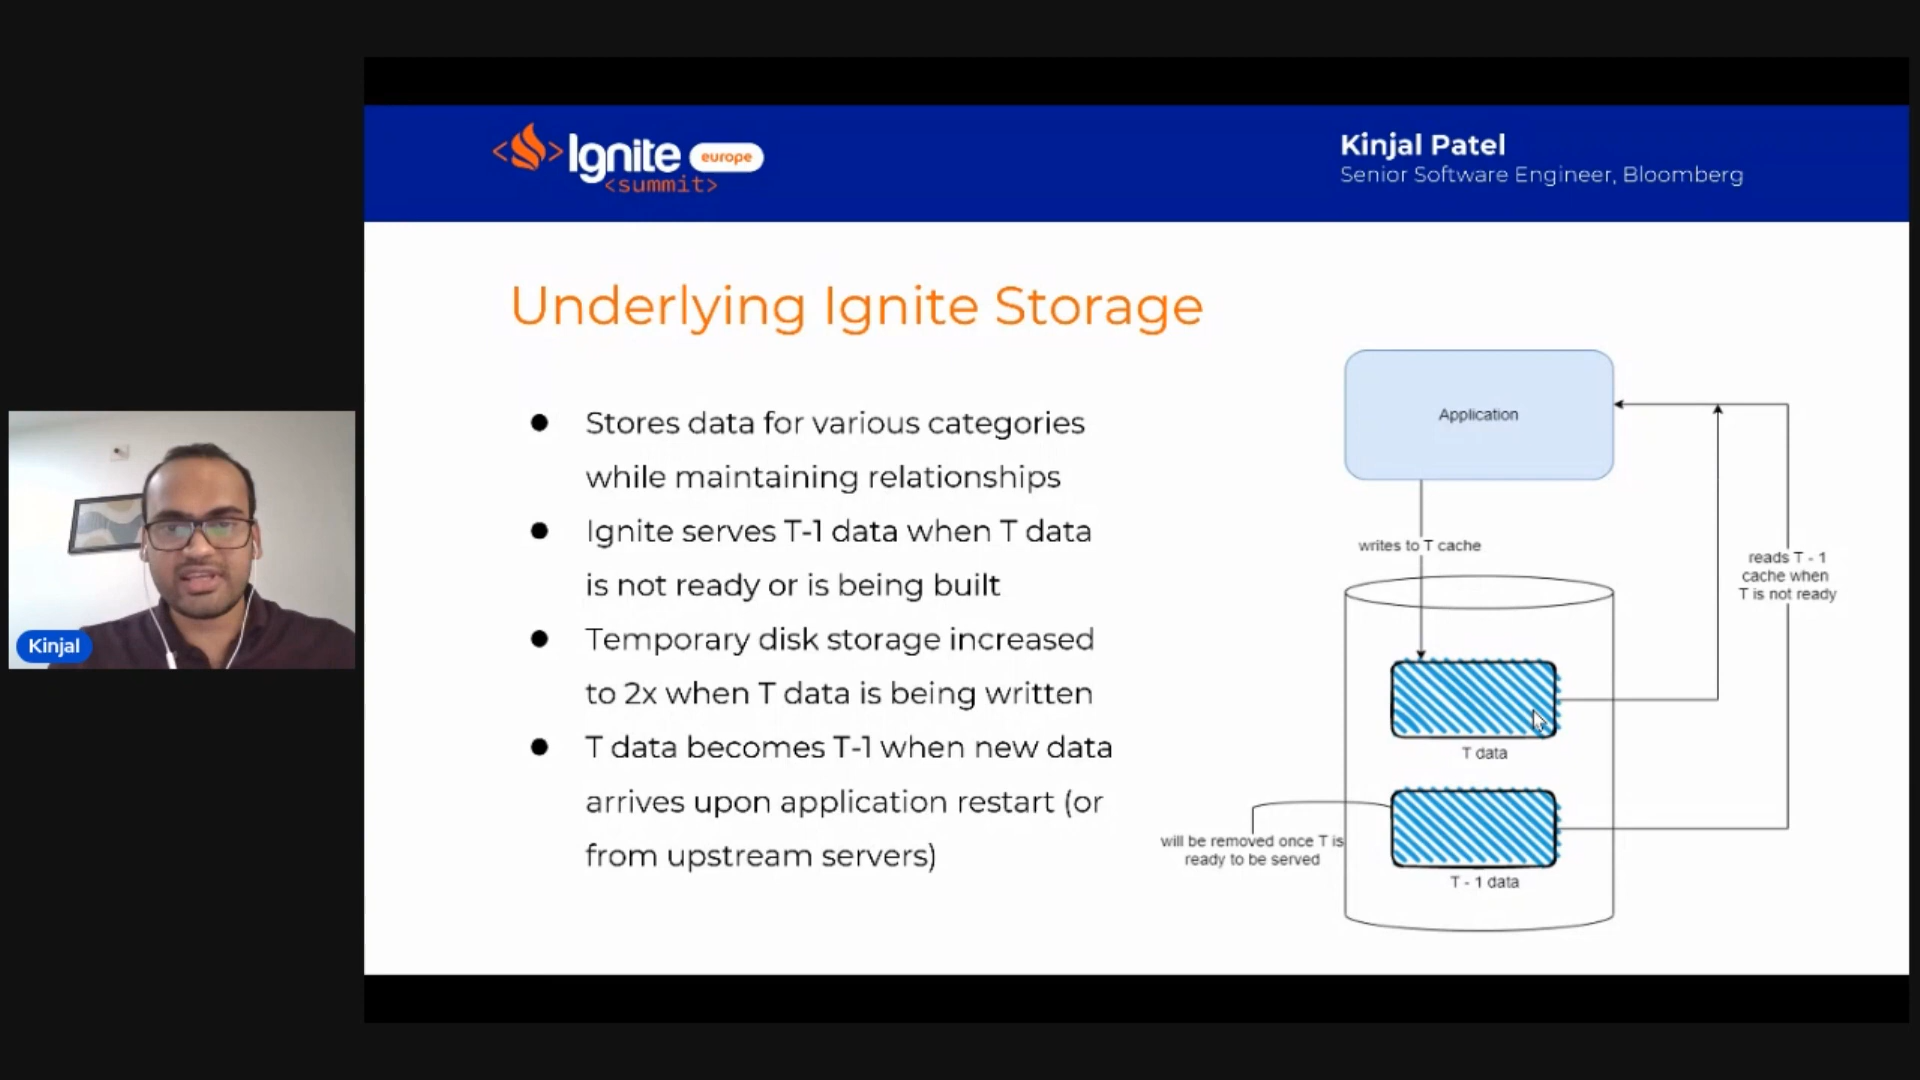 Ignite europe
<summit>
Kinjal Patel
Senior Software Engineer, Bloomberg
Underlying Ignite Storage
● Stores data for various categories
while maintaining relationships
● Ignite serves T-1 data when T data
is not ready or is being built
● Temporary disk storage increased
to 2x when T data is being written
● T data becomes T-1 when new data
arrives upon application restart (or
from upstream servers)
Application
writes to T cache
reads T - 1
cache when
T is not ready
T data
will be removed once T is
ready to be served
T - 1 data
Kinjal